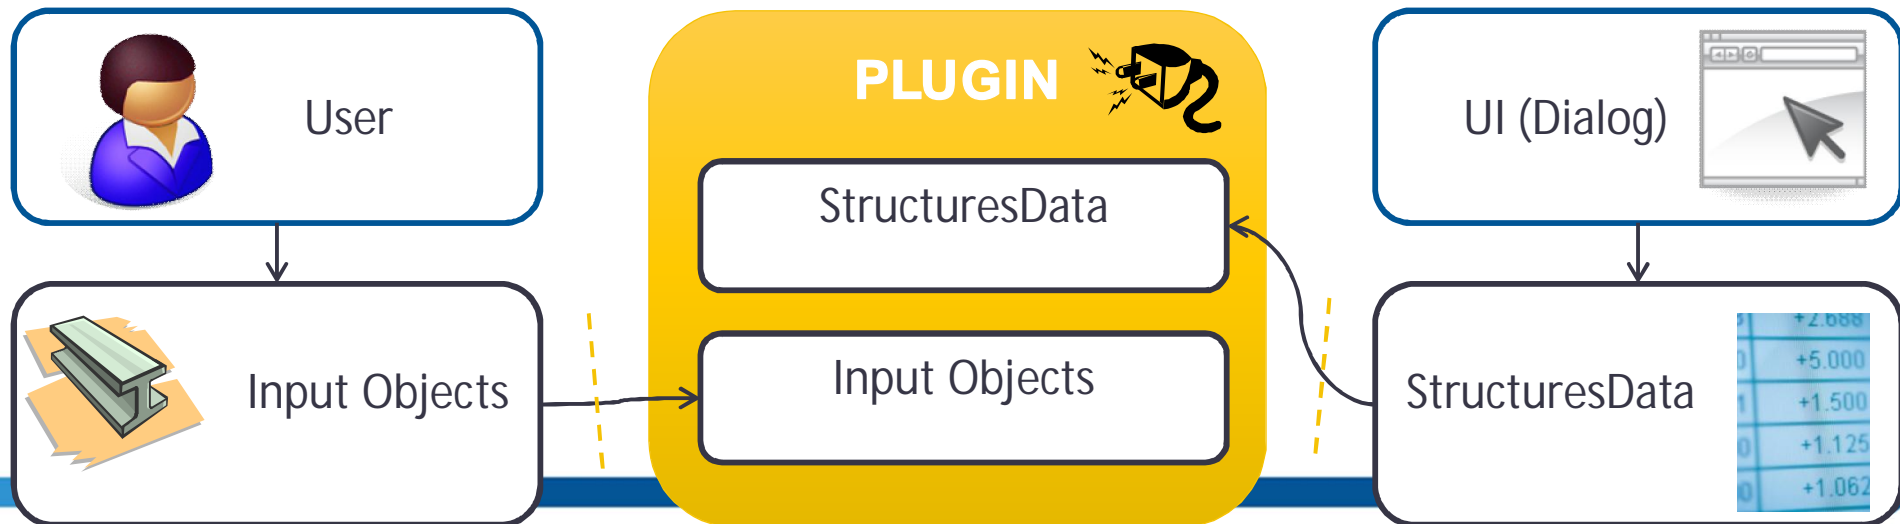 User
PLUGIN
UI (Dialog)
StructuresData
Input Objects
Input Objects
StructuresData
+2.688
+5.000
+1.500
+1.125
+1.062